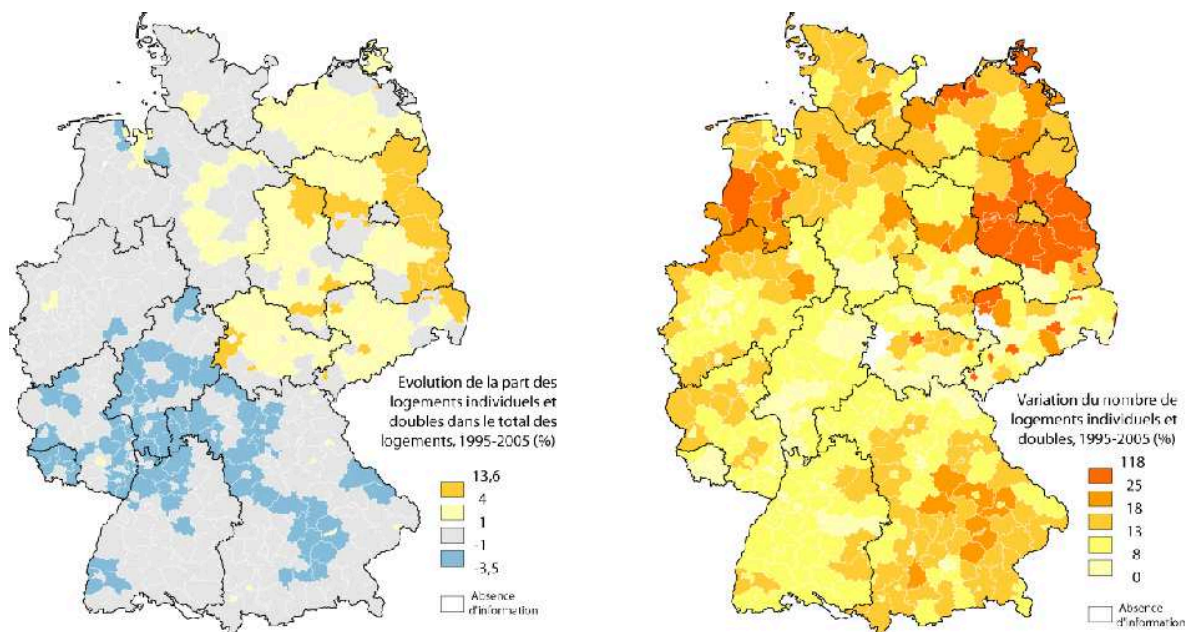 Evolution de la part des
logements individuels et
doubles dans le total des
logements, 1995-2005 (%)
13,6
4
1
-1
-3,5
Absence
d'information
Variation du nombre de
logements individuels et
doubles, 1995-2005 (%)
118
25
18
13
8
0
Absence
d'information